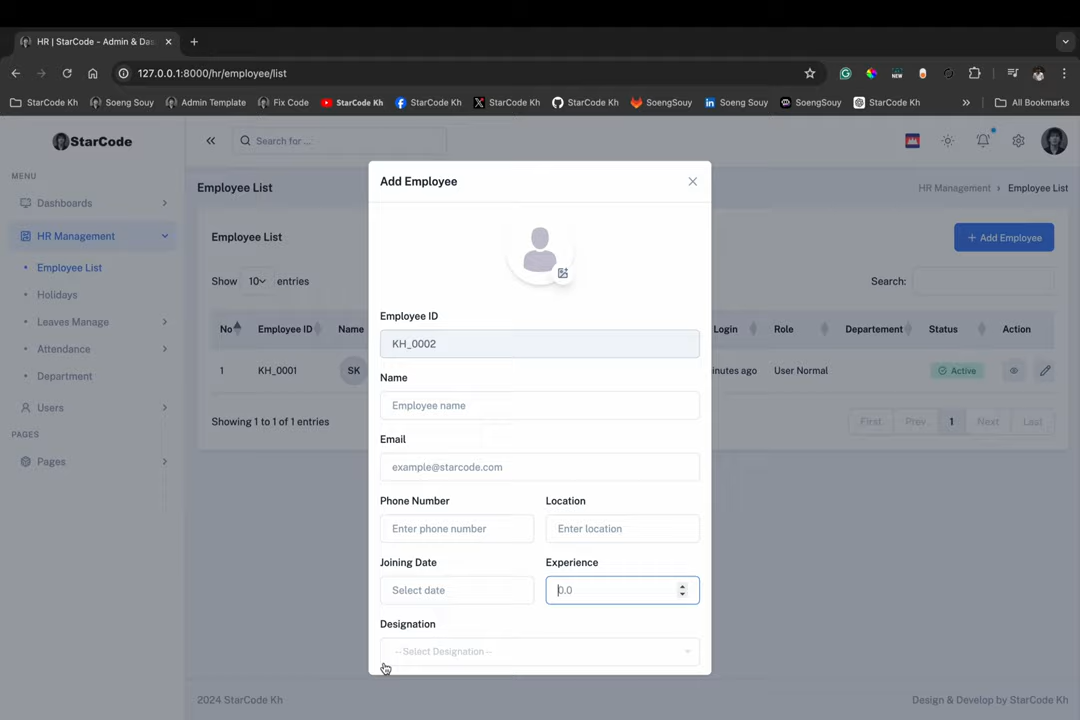 HR | StarCode - Admin & Das
127.0.0.1:8000/hr/employee/list
StarCode Kh
Soeng Souy
Admin Template
Fix Code
StarCode Kh
StarCode Kh
StarCode Kh
StarCode Kh
SoengSouy
Soeng Souy
SoengSouy
StarCode Kh
All Bookmarks
StarCode
Search for ...
MENU
Dashboards
HR Management
Employee List
Holidays
Leaves Manage
Attendance
Department
Users
PAGES
Pages
Employee List
HR Management
Employee List
Employee List
+ Add Employee
Show 10 entries
Search:
No Employee ID Name Login Role Departement Status Action
1 KH_0001 SK nutes ago User Normal Active
Showing 1 to 1 of 1 entries
First Prev 1 Next Last
Add Employee
Employee ID
KH_0002
Name
Employee name
Email
example@starcode.com
Phone Number Location
Enter phone number Enter location
Joining Date Experience
Select date 0.0
Designation
--Select Designation--
2024 StarCode Kh
Design & Develop by StarCode Kh